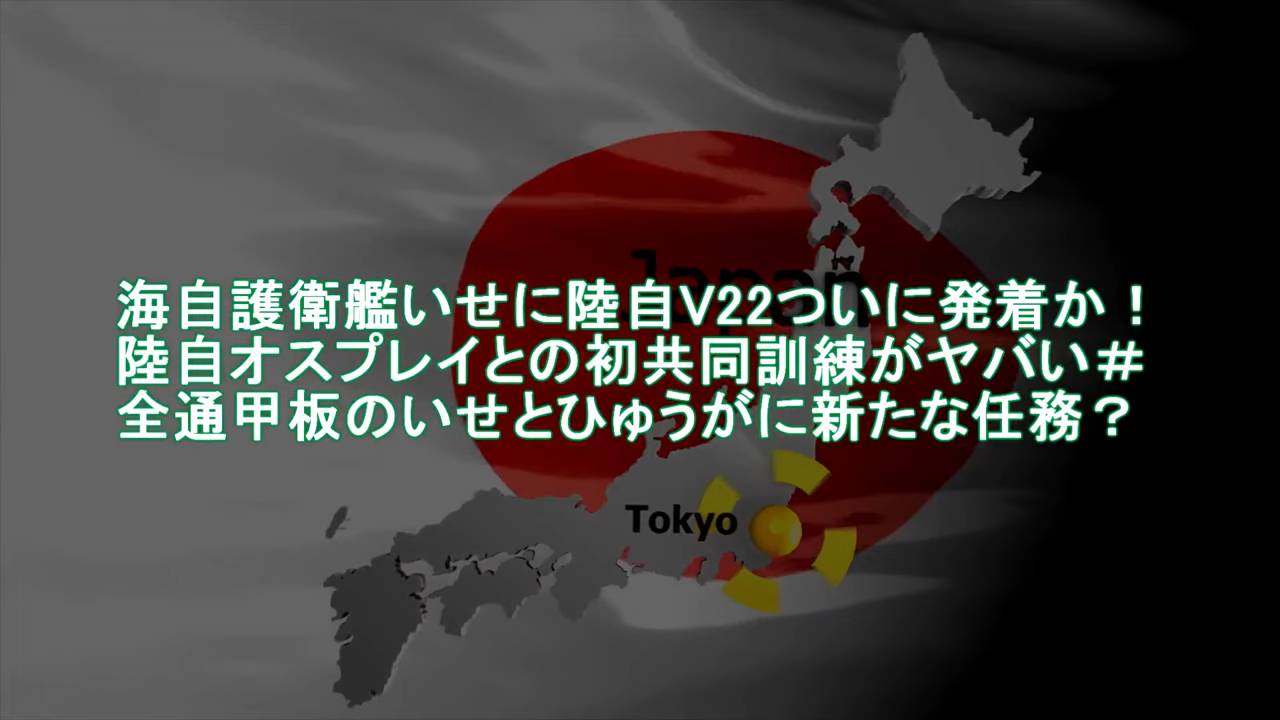 Japan
海自護衛艦いせに陸自V22ついに発着か！
陸自オスプレイとの初共同訓練がヤバい＃
全通甲板のいせとひゅうがに新たな任務？
Tokyo